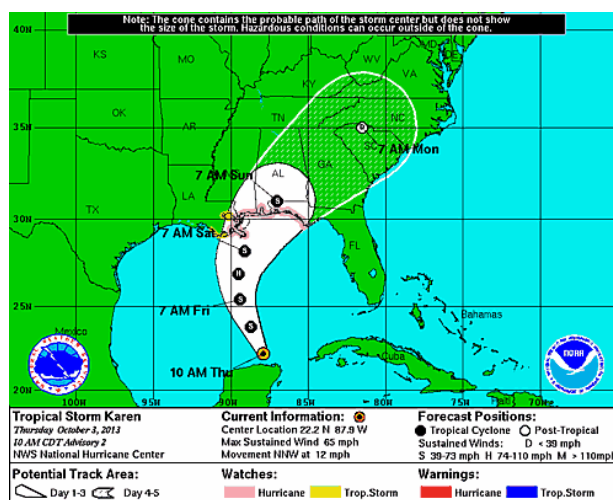 Note: The cone contains the probable path of the storm center but does not show
the size of the storm. Hazardous conditions can occur outside of the cone.
40N
35N
30N
25N
20N
KS
MO
KY
WV
VA
MD
DE
OK
AR
TN
NC
SC
TX
LA
AL
GA
FL
7 AM Mon
7 AM Sun
7 AM Sat
7 AM Fri
10 AM Thu
S
D
S
H
S
S
Mexico
Bahamas
Cuba
Haiti
NOAA
95W
90W
85W
80W
75W
70W
Tropical Storm Karen
Thursday October 3, 2013
10 AM CDT Advisory 2
NWS National Hurricane Center
Current Information:
Center Location 22.2 N 87.9 W
Max Sustained Wind 65 mph
Movement NNW at 12 mph
Forecast Positions:
Tropical Cyclone Post-Tropical
Sustained Winds: D < 39 mph
S 39-73 mph H 74-110 mph M > 110mph
Potential Track Area:
Day 1-3 Day 4-5
Watches:
Hurricane Trop.Storm
Warnings:
Hurricane Trop.Storm